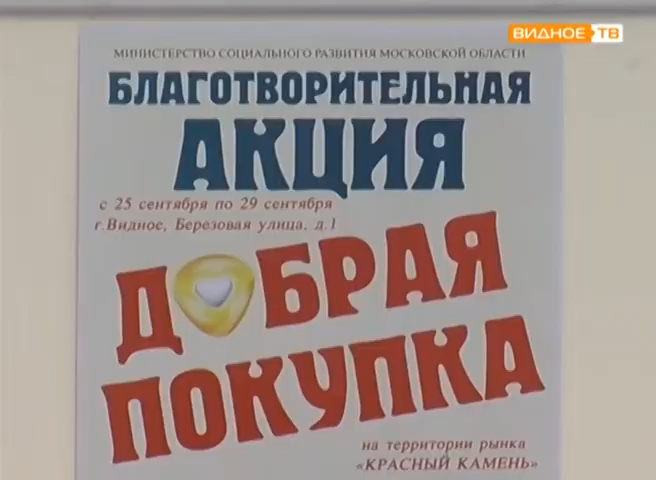 ВИДНОЕ ТВ
МИНИСТЕРСТВО СОЦИАЛЬНОГО РАЗВИТИЯ МОСКОВСКОЙ ОБЛАСТИ
БЛАГОТВОРИТЕЛЬНАЯ
АКЦИЯ
с 25 сентября по 29 сентября
г.Видное, Березовая улица, д.1
ДОБРАЯ
ПОКУПКА
на территории рынка
«КРАСНЫЙ КАМЕНЬ»